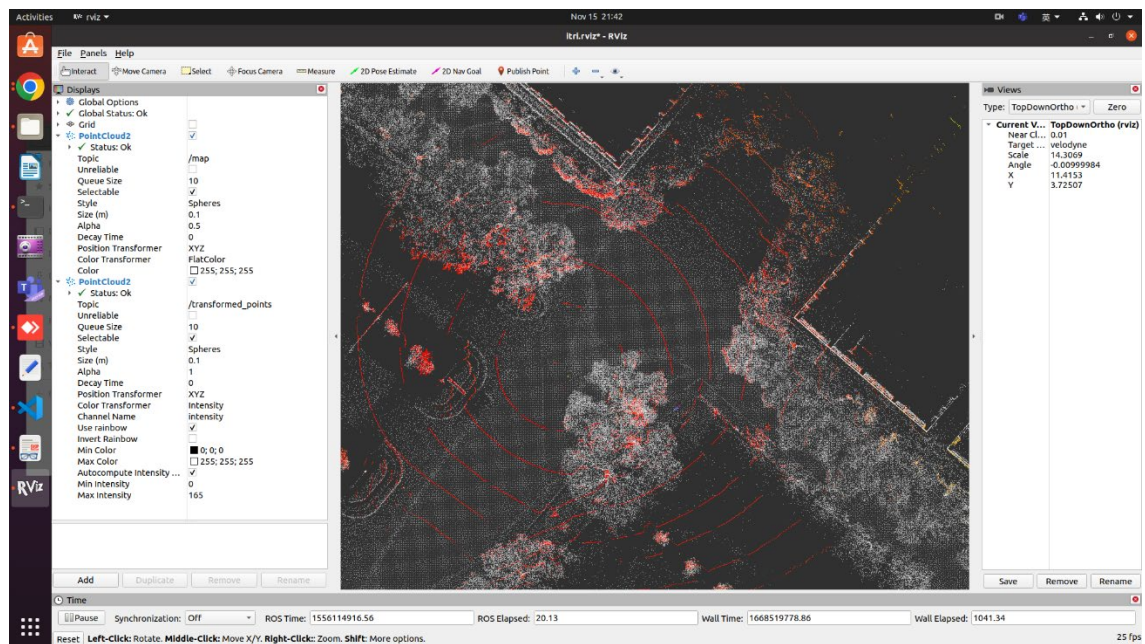 Activities rviz Nov 15 21:42 英
itri.rviz* - RViz
File Panels Help
Interact Move Camera Select Focus Camera Measure 2D Pose Estimate 2D Nav Goal Publish Point
Displays
Global Options
Global Status: Ok
Grid
PointCloud2
Status: Ok
Topic /map
Unreliable
Queue Size 10
Selectable
Style Spheres
Size (m) 0.1
Alpha 0.5
Decay Time 0
Position Transformer XYZ
Color Transformer FlatColor
Color 255; 255; 255
PointCloud2
Status: Ok
Topic /transformed_points
Unreliable
Queue Size 10
Selectable
Style Spheres
Size (m) 0.1
Alpha 1
Decay Time 0
Position Transformer XYZ
Color Transformer Intensity
Channel Name intensity
Use rainbow
Invert Rainbow
Min Color 0; 0; 0
Max Color 255; 255; 255
Autocompute Intensity ...
Min Intensity 0
Max Intensity 165
Add Duplicate Remove Rename
Views
Type: TopDownOrtho ( Zero
Current V... TopDownOrtho (rviz)
Near Cl... 0.01
Target ... velodyne
Scale 14.3069
Angle -0.00999984
X 11.4153
Y 3.72507
Save Remove Rename
RViz
Time
Pause Synchronization: Off ROS Time: 1556114916.56 ROS Elapsed: 20.13 Wall Time: 1668519778.86 Wall Elapsed: 1041.34
Reset Left-Click: Rotate. Middle-Click: Move X/Y. Right-Click:: Zoom. Shift: More options. 25 fps